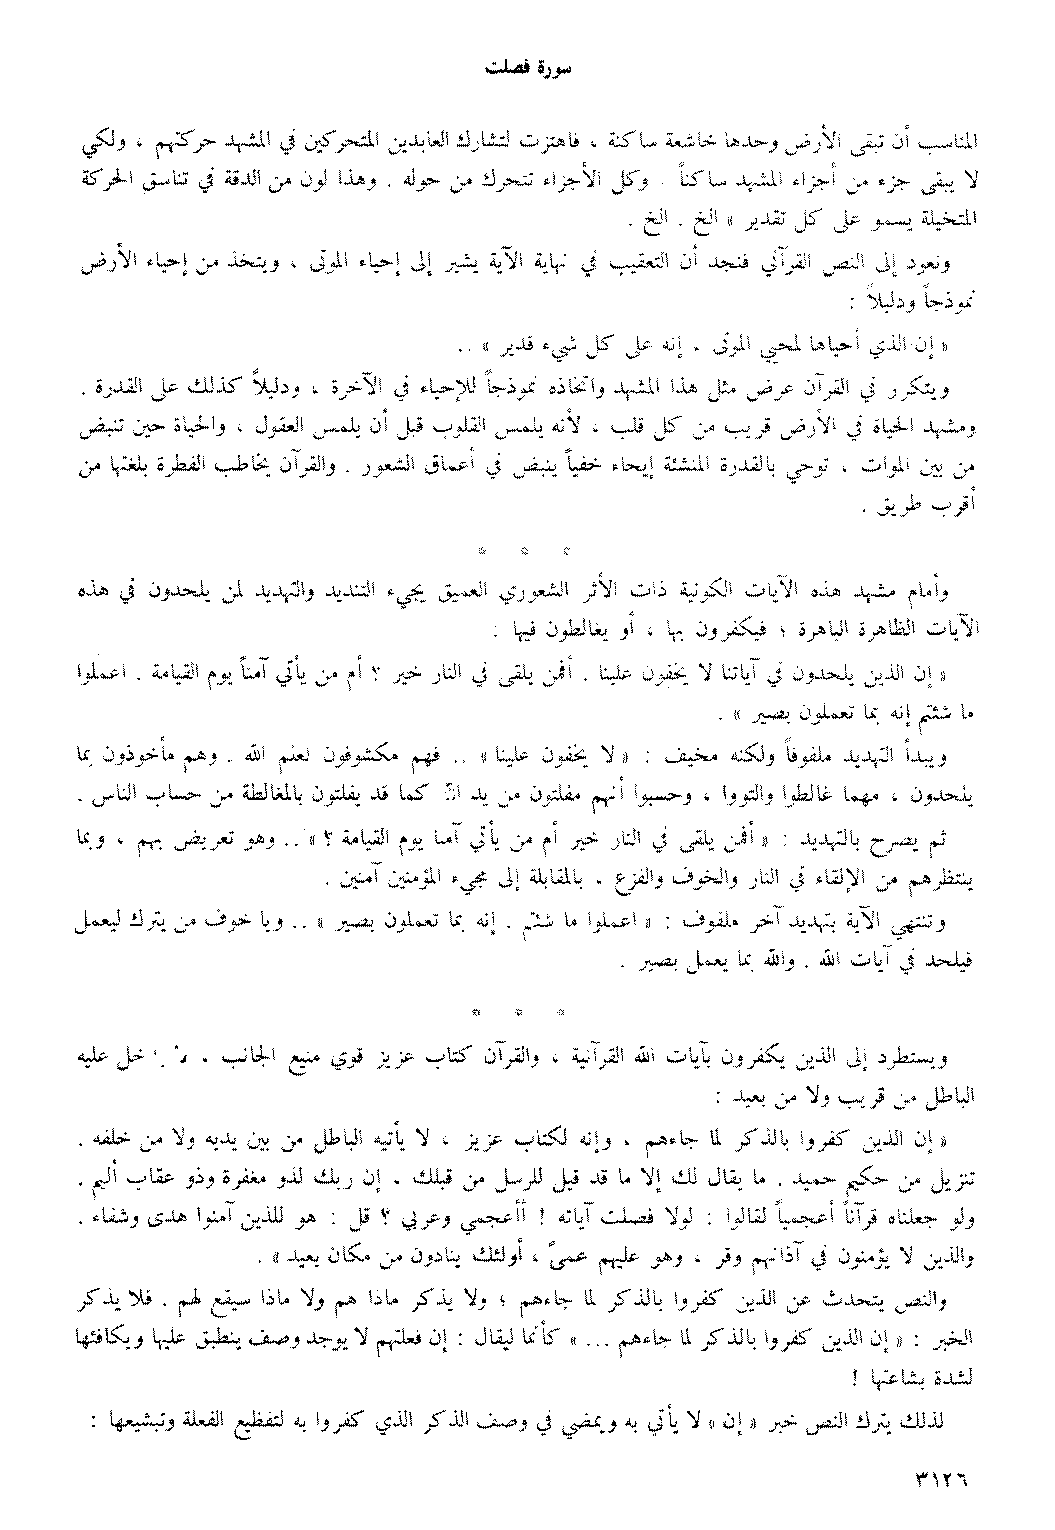 سورة فصلت
المناسب أن تبقى الأرض وحدها خاشعة ساكنة ، فاهتزت لتشارك العابدين المتحركين في المشهد حركتهم ، ولكي
لا يبقى جزء من أجزاء المشهد ساكناً . وكل الأجزاء تتحرك من حوله . وهذا لون من الدقة في تناسق الحركة
المتخيلة يسمو على كل تقدير » الخ . الخ .
ونعود إلى النص القرآني فنجد أن التعقيب في نهاية الآية يشير إلى إحياء الموتى ، ويتخذ من إحياء الأرض
نموذجاً ودليلاً :
« إن الذي أحياها لمحيي الموتى . إنه على كل شيء قدير » ..
ويتكرر في القرآن عرض مثل هذا المشهد واتخاذه نموذجاً للإحياء في الآخرة ، ودليلاً كذلك على القدرة .
ومشهد الحياة في الأرض قريب من كل قلب ، لأنه يلمس القلوب قبل أن يلمس العقول ، والحياة حين تنبض
من بين الموات ، توحي بالقدرة المنشئة إيحاء خفياً ينبض في أعماق الشعور . والقرآن يخاطب الفطرة بلغتها من
أقرب طريق .
* * *
وأمام مشهد هذه الآيات الكونية ذات الأثر الشعوري العميق يجيء التنديد والتهديد لمن يلحدون في هذه
الآيات الظاهرة الباهرة ؛ فيكفرون بها ، أو يغالطون فيها :
« إن الذين يلحدون في آياتنا لا يخفون علينا . أفمن يلقى في النار خير ؟ أم من يأتي آمناً يوم القيامة . اعملوا
ما شئتم إنه بما تعملون بصير » .
ويبدأ التهديد ملفوفاً ولكنه مخيف : « لا يخفون علينا » .. فهم مكشوفون لعلم الله . وهم مأخوذون بما
يلحدون ، مهما غالطوا والتووا ، وحسبوا أنهم مفلتون من يد الله كما قد يفلتون بالمغالطة من حساب الناس .
ثم يصرح بالتهديد : « أفمن يلقى في النار خير أم من يأتي آمنا يوم القيامة ؟ » .. وهو تعريض بهم ، وبما
ينتظرهم من الإلقاء في النار والخوف والفزع ، بالمقابلة إلى مجيء المؤمنين آمنين .
وتنتهي الآية بتهديد آخر ملفوف : « اعملوا ما شئتم . إنه بما تعملون بصير » .. ويا خوف من يترك ليعمل
فيلحد في آيات الله . والله بما يعمل بصير .
* * *
ويستطرد إلى الذين يكفرون بآيات الله القرآنية ، والقرآن كتاب عزيز قوي منيع الجانب ، عليه
الباطل من قريب ولا من بعيد :
« إن الذين كفروا بالذكر لما جاءهم ، وإنه لكتاب عزيز ، لا يأتيه الباطل من بين يديه ولا من خلفه .
تنزيل من حكيم حميد . ما يقال لك إلا ما قد قيل للرسل من قبلك . إن ربك لذو مغفرة وذو عقاب أليم .
ولو جعلناه قرآناً أعجمياً لقالوا : لولا فصلت آياته ! أأعجمي وعربي ؟ قل : هو للذين آمنوا هدى وشفاء .
والذين لا يؤمنون في آذانهم وقر ، وهو عليهم عمىً ، أولئك ينادون من مكان بعيد » .
والنص يتحدث عن الذين كفروا بالذكر لما جاءهم ؛ ولا يذكر ماذا هم ولا ماذا سيقع لهم . فلا يذكر
الخبر : « إن الذين كفروا بالذكر لما جاءهم ... » كأنما ليقال : إن فعلتهم لا يوجد وصف ينطبق عليها ويكافئها
لشدة بشاعتها !
لذلك يترك النص خبر « إن » لا يأتي به ويمضي في وصف الذكر الذي كفروا به لتفظيع الفعلة وتبشيعها :
٣١٢٦